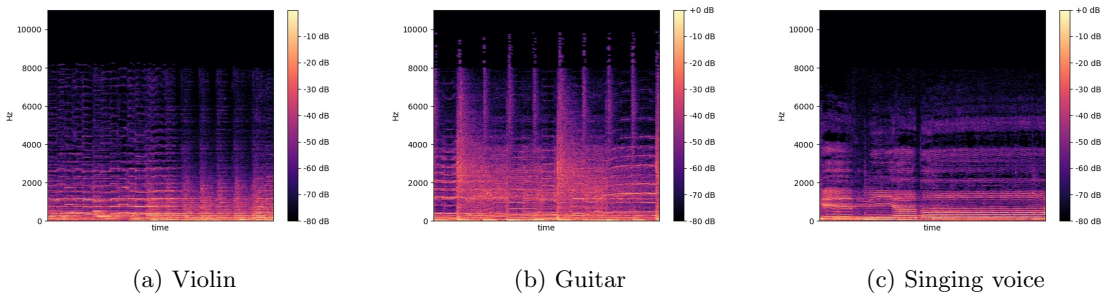 10000
8000
6000
4000
2000
0
Hz
time
-10 dB
-20 dB
-30 dB
-40 dB
-50 dB
-60 dB
-70 dB
-80 dB
(a) Violin
10000
8000
6000
4000
2000
0
Hz
time
+0 dB
-10 dB
-20 dB
-30 dB
-40 dB
-50 dB
-60 dB
-70 dB
-80 dB
(b) Guitar
10000
8000
6000
4000
2000
0
Hz
time
+0 dB
-10 dB
-20 dB
-30 dB
-40 dB
-50 dB
-60 dB
-70 dB
-80 dB
(c) Singing voice